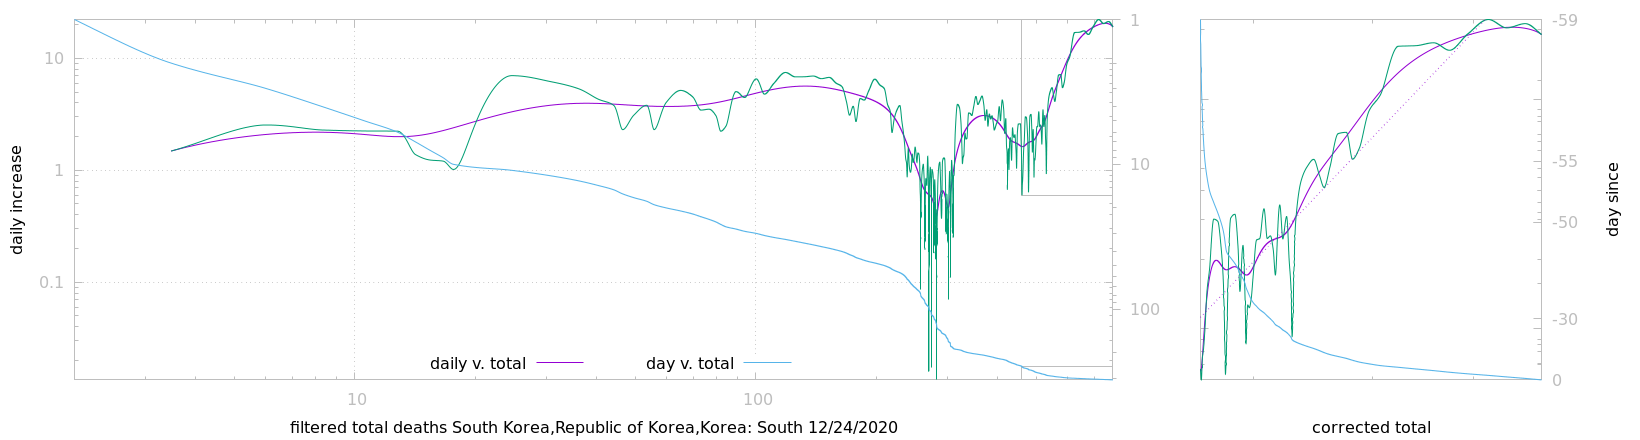 daily increase
10
1
0.1
10
100
1
10
100
daily v. total
day v. total
filtered total deaths South Korea,Republic of Korea,Korea: South 12/24/2020
-59
-55
-50
-30
0
day since
corrected total